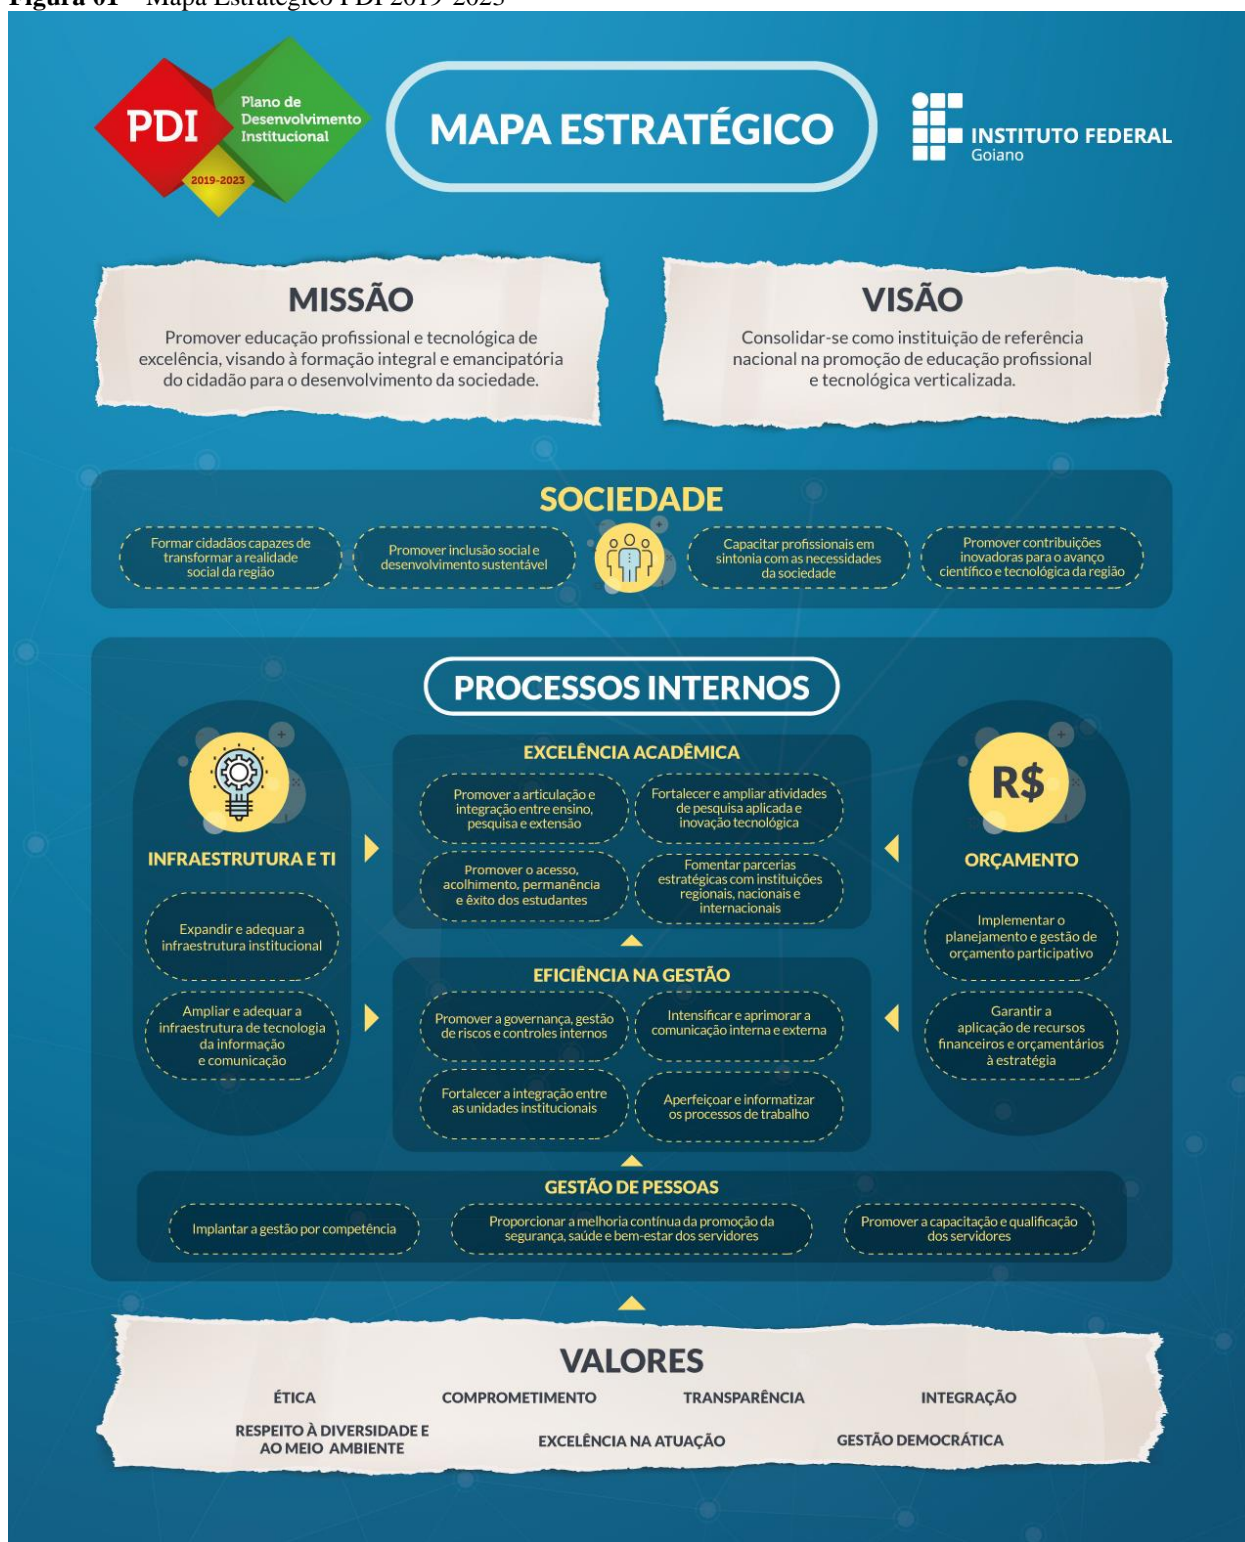 Figura 01 – Mapa Estratégico PDI 2019-2023
PDI
Plano de
Desenvolvimento
Institucional
2019-2023
MAPA ESTRATÉGICO
INSTITUTO FEDERAL
Goiano
MISSÃO
Promover educação profissional e tecnológica de
excelência, visando à formação integral e emancipatória
do cidadão para o desenvolvimento da sociedade.
VISÃO
Consolidar-se como instituição de referência
nacional na promoção de educação profissional
e tecnológica verticalizada.
SOCIEDADE
Formar cidadãos capazes de
transformar a realidade
social da região
Promover inclusão social e
desenvolvimento sustentável
Capacitar profissionais em
sintonia com as necessidades
da sociedade
Promover contribuições
inovadoras para o avanço
científico e tecnológica da região
PROCESSOS INTERNOS
INFRAESTRUTURA E TI
Expandir e adequar a
infraestrutura institucional
Ampliar e adequar a
infraestrutura de tecnologia
da informação
e comunicação
EXCELÊNCIA ACADÊMICA
Promover a articulação e
integração entre ensino,
pesquisa e extensão
Fortalecer e ampliar atividades
de pesquisa aplicada e
inovação tecnológica
Promover o acesso,
acolhimento, permanência
e êxito dos estudantes
Fomentar parcerias
estratégicas com instituições
regionais, nacionais e
internacionais
EFICIÊNCIA NA GESTÃO
Promover a governança, gestão
de riscos e controles internos
Intensificar e aprimorar a
comunicação interna e externa
Fortalecer a integração entre
as unidades institucionais
Aperfeiçoar e informatizar
os processos de trabalho
R$
ORÇAMENTO
Implementar o
planejamento e gestão de
orçamento participativo
Garantir a
aplicação de recursos
financeiros e orçamentários
à estratégia
GESTÃO DE PESSOAS
Implantar a gestão por competência
Proporcionar a melhoria contínua da promoção da
segurança, saúde e bem-estar dos servidores
Promover a capacitação e qualificação
dos servidores
VALORES
ÉTICA
COMPROMETIMENTO
TRANSPARÊNCIA
INTEGRAÇÃO
RESPEITO À DIVERSIDADE E
AO MEIO AMBIENTE
EXCELÊNCIA NA ATUAÇÃO
GESTÃO DEMOCRÁTICA